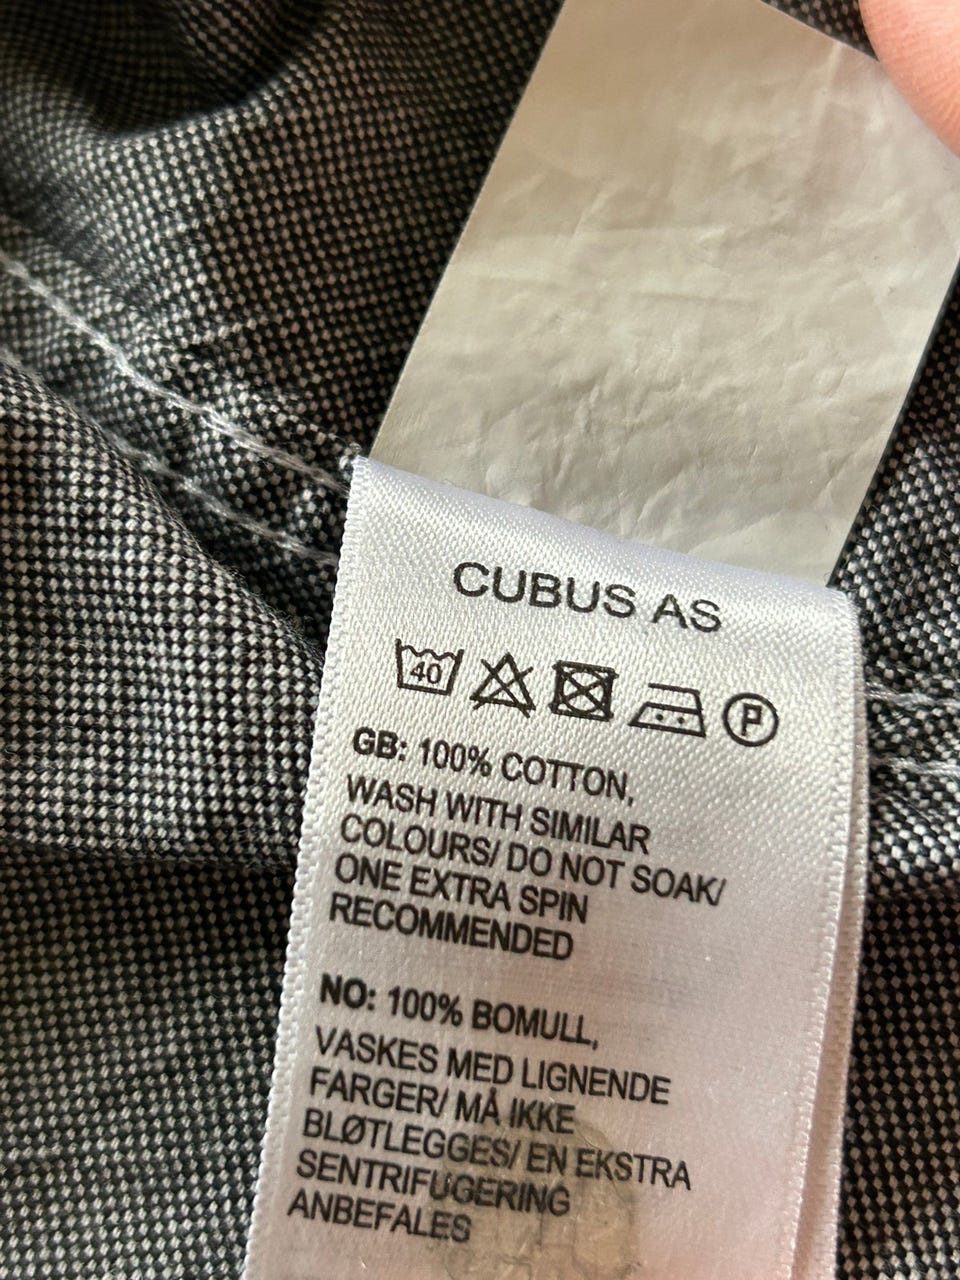 CUBUS AS
40 P
GB: 100% COTTON,
WASH WITH SIMILAR
COLOURS/ DO NOT SOAK/
ONE EXTRA SPIN
RECOMMENDED
NO: 100% BOMULL,
VASKES MED LIGNENDE
FARGER/ MÅ IKKE
BLØTLEGGES/ EN EKSTRA
SENTRIFUGERING
ANBEFALES